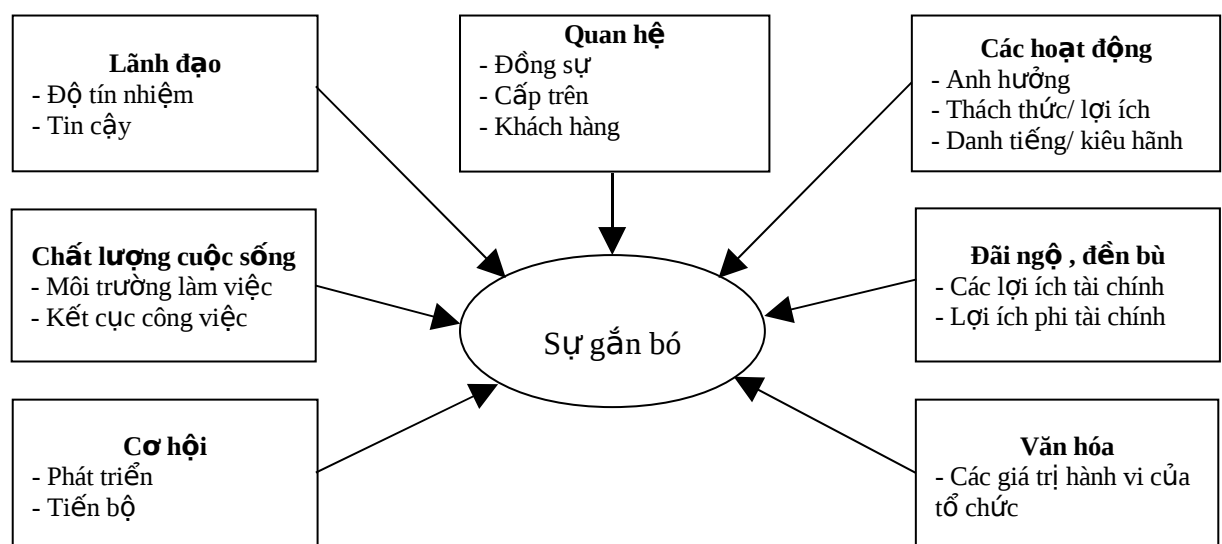 Lãnh đạo
- Độ tín nhiệm
- Tin cậy
Quan hệ
- Đồng sự
- Cấp trên
- Khách hàng
Các hoạt động
- Anh hưởng
- Thách thức/ lợi ích
- Danh tiếng/ kiêu hãnh
Chất lượng cuộc sống
- Môi trường làm việc
- Kết cục công việc
Sự gắn bó
Đãi ngộ , đền bù
- Các lợi ích tài chính
- Lợi ích phi tài chính
Cơ hội
- Phát triển
- Tiến bộ
Văn hóa
- Các giá trị hành vi của
tổ chức